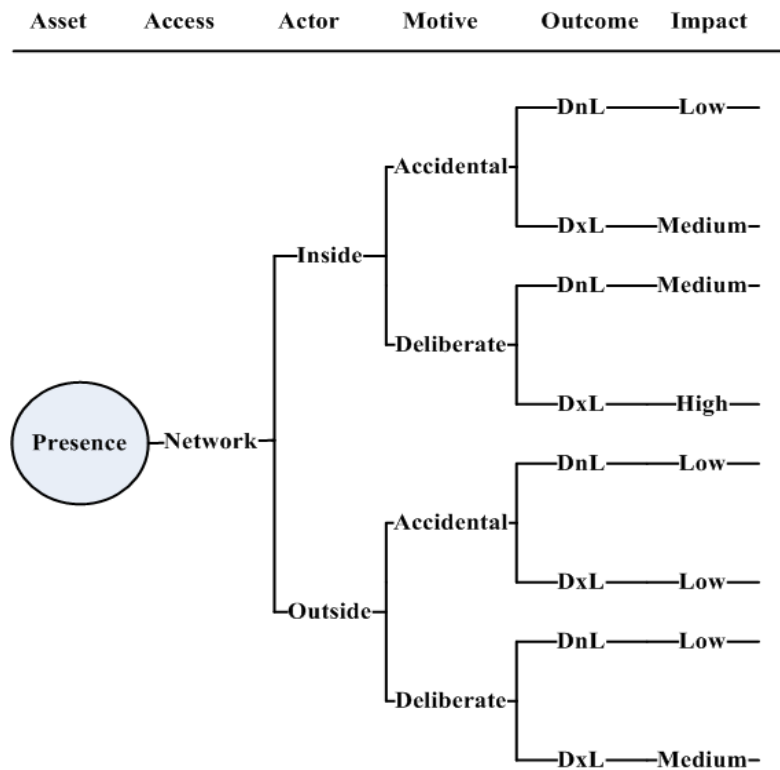 Asset Access Actor Motive Outcome Impact
DnL Low
Accidental
DxL Medium
Inside
DnL Medium
Deliberate
DxL High
Presence Network
DnL Low
Accidental
DxL Low
Outside
DnL Low
Deliberate
DxL Medium